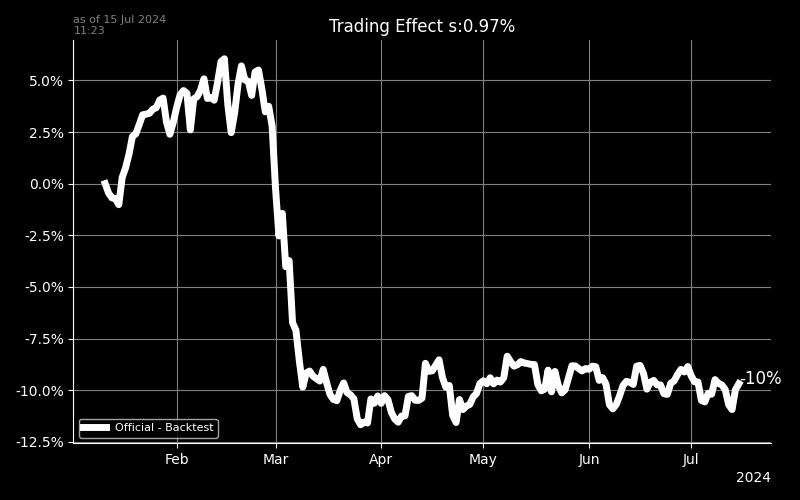 as of 15 Jul 2024
11:23
Trading Effect s:0.97%
5.0%
2.5%
0.0%
-2.5%
-5.0%
-7.5%
-10.0%
-12.5%
-10%
Official - Backtest
Feb Mar Apr May Jun Jul
2024